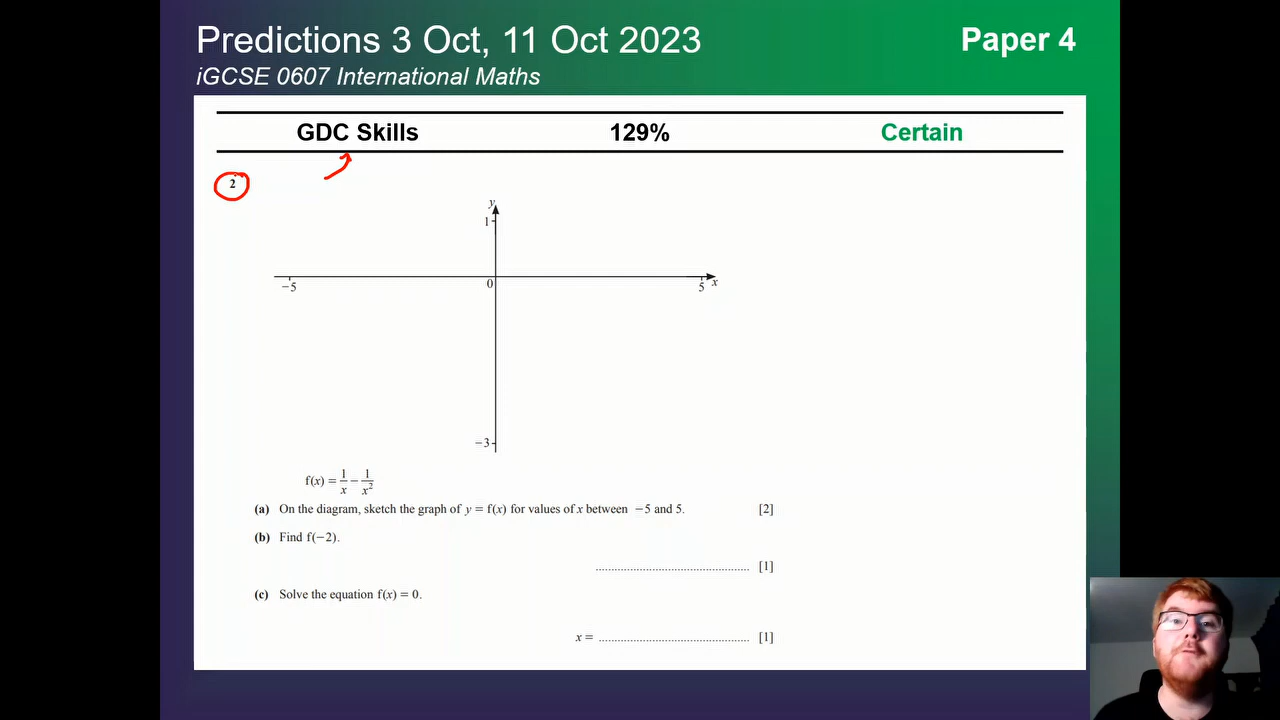 Predictions 3 Oct, 11 Oct 2023
Paper 4
iGCSE 0607 International Maths
GDC Skills 129% Certain
2
y
1
−5 0 5 x
−3
f(x) = 1/x − 1/x²
(a) On the diagram, sketch the graph of y = f(x) for values of x between −5 and 5. [2]
(b) Find f(−2).
.................................................. [1]
(c) Solve the equation f(x) = 0.
x = .................................................. [1]